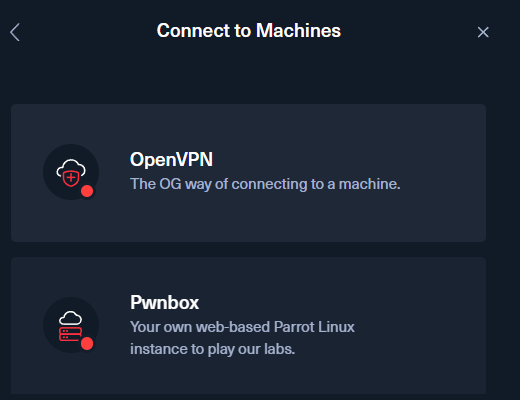 Connect to Machines
OpenVPN
The OG way of connecting to a machine.
Pwnbox
Your own web-based Parrot Linux
instance to play our labs.